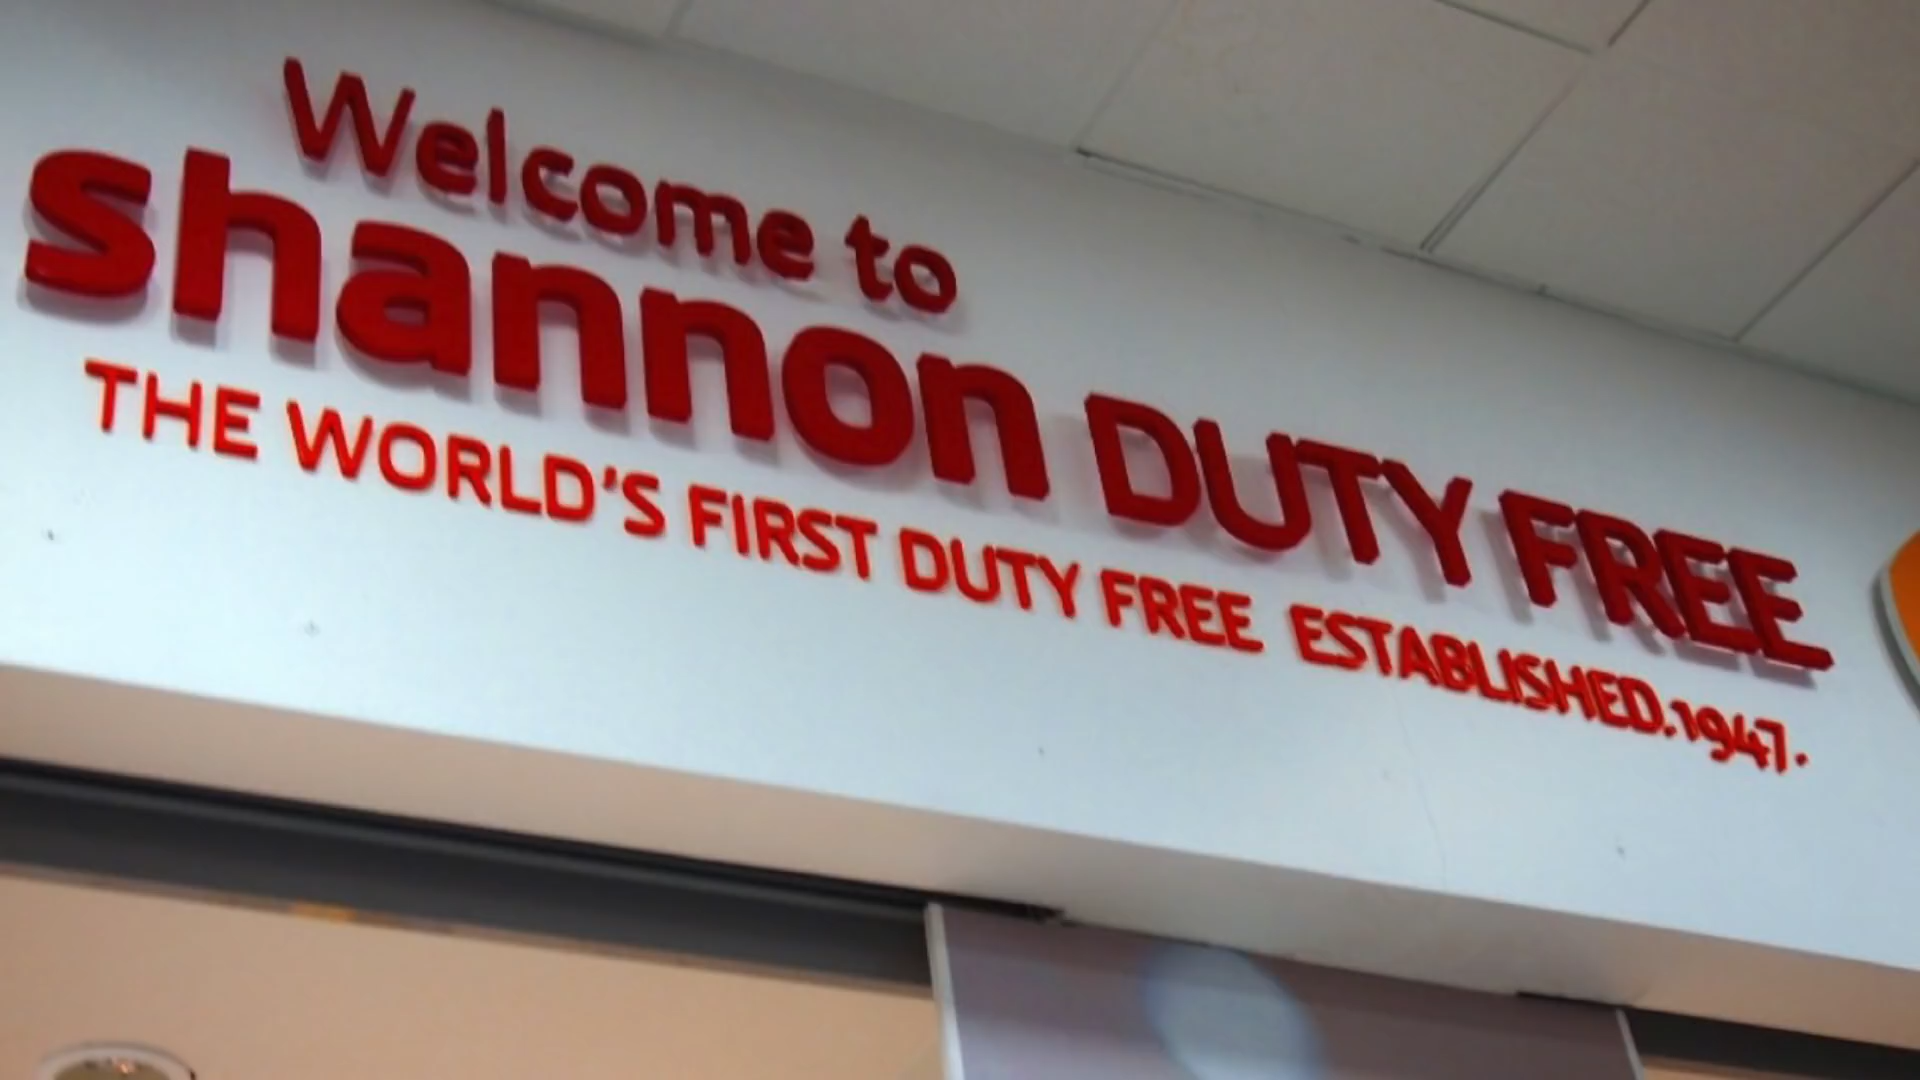 Welcome to
shannon DUTY FREE
THE WORLD'S FIRST DUTY FREE ESTABLISHED.1947.